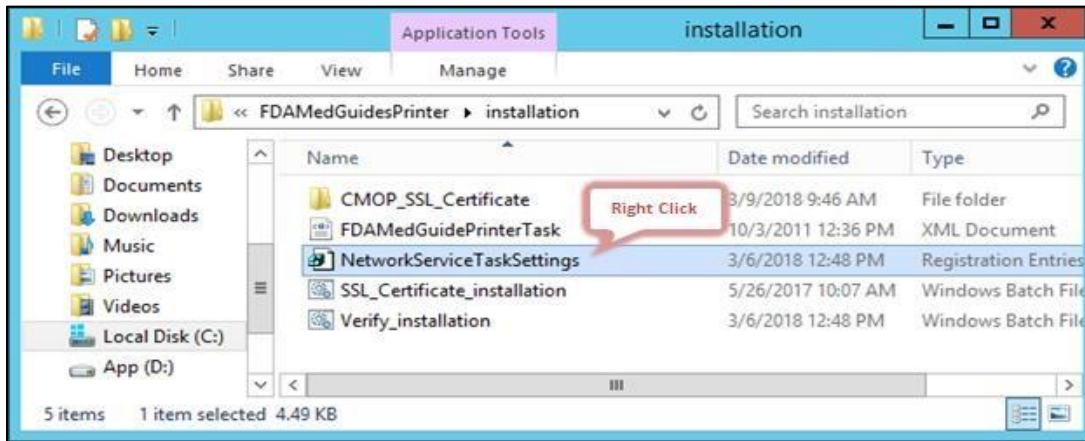 Application Tools
installation
File
Home
Share
View
Manage
« FDAMedGuidesPrinter ▸ installation
Search installation
Desktop
Documents
Downloads
Music
Pictures
Videos
Local Disk (C:)
App (D:)
Name
Date modified
Type
CMOP_SSL_Certificate
3/9/2018 9:46 AM
File folder
FDAMedGuidePrinterTask
10/3/2011 12:36 PM
XML Document
Right Click
NetworkServiceTaskSettings
3/6/2018 12:48 PM
Registration Entries
SSL_Certificate_installation
5/26/2017 10:07 AM
Windows Batch File
Verify_installation
3/6/2018 12:48 PM
Windows Batch File
5 items
1 item selected 4.49 KB